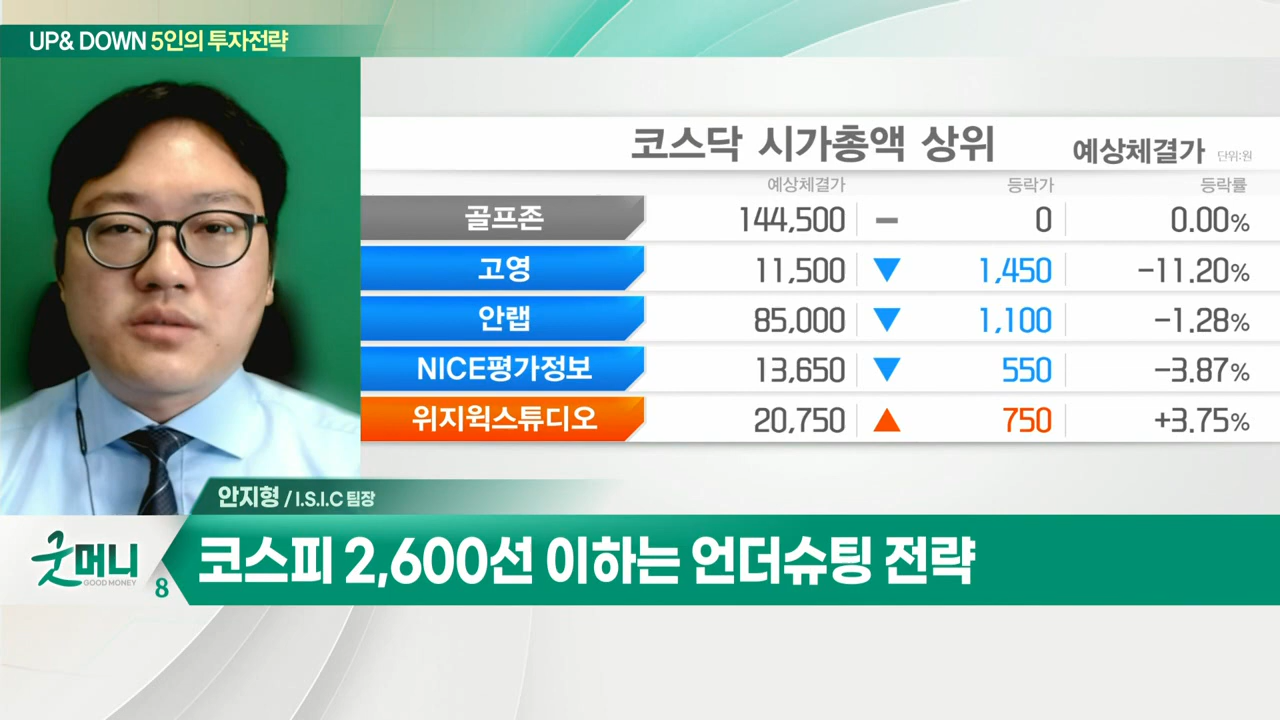 UP& DOWN 5인의 투자전략
코스닥 시가총액 상위 예상체결가 단위:원
예상체결가 등락가 등락률
골프존 144,500 0 0.00%
고영 11,500 ▼ 1,450 -11.20%
안랩 85,000 ▼ 1,100 -1.28%
NICE평가정보 13,650 ▼ 550 -3.87%
위지윅스튜디오 20,750 ▲ 750 +3.75%
안지형 / I.S.I.C 팀장
굿머니
GOOD MONEY
8
코스피 2,600선 이하는 언더슈팅 전략